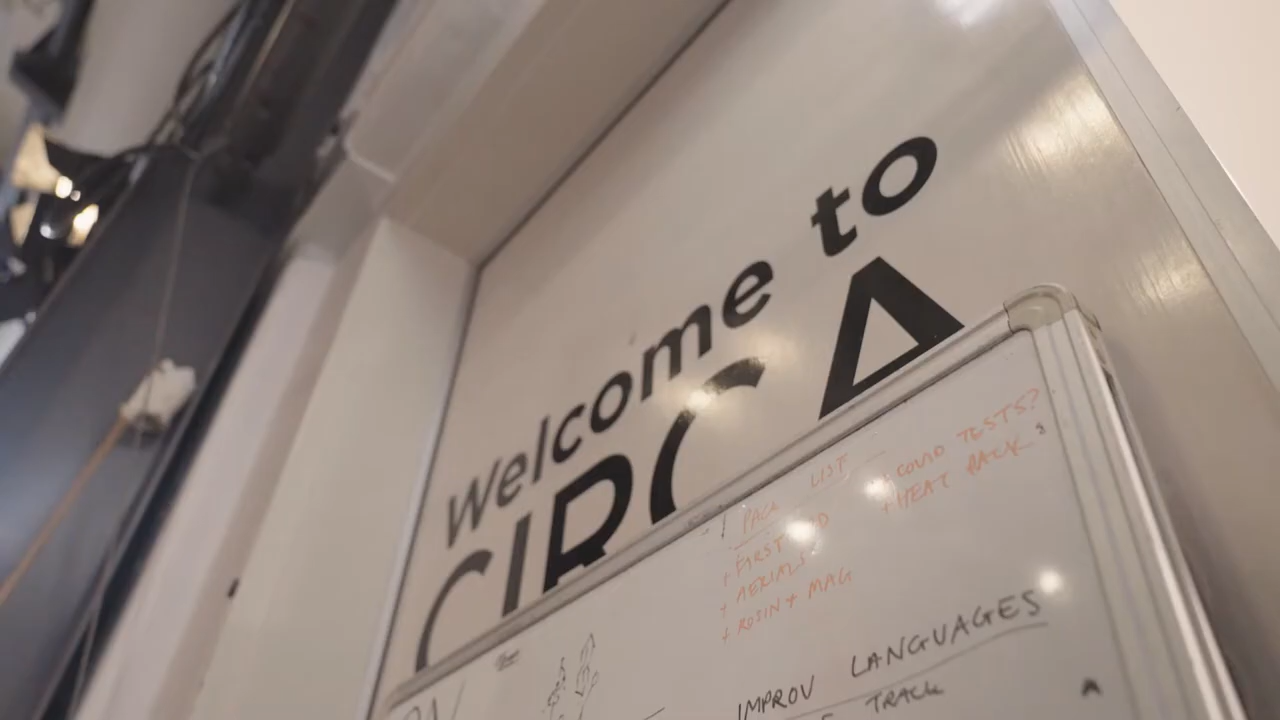 Welcome to
CIRCA
PACK LIST
+ FIRST AID
+ AERIALS
+ ROSIN + MAG
+ COVID TESTS?
+ HEAT PACKS
IMPROV LANGUAGES
TRACK